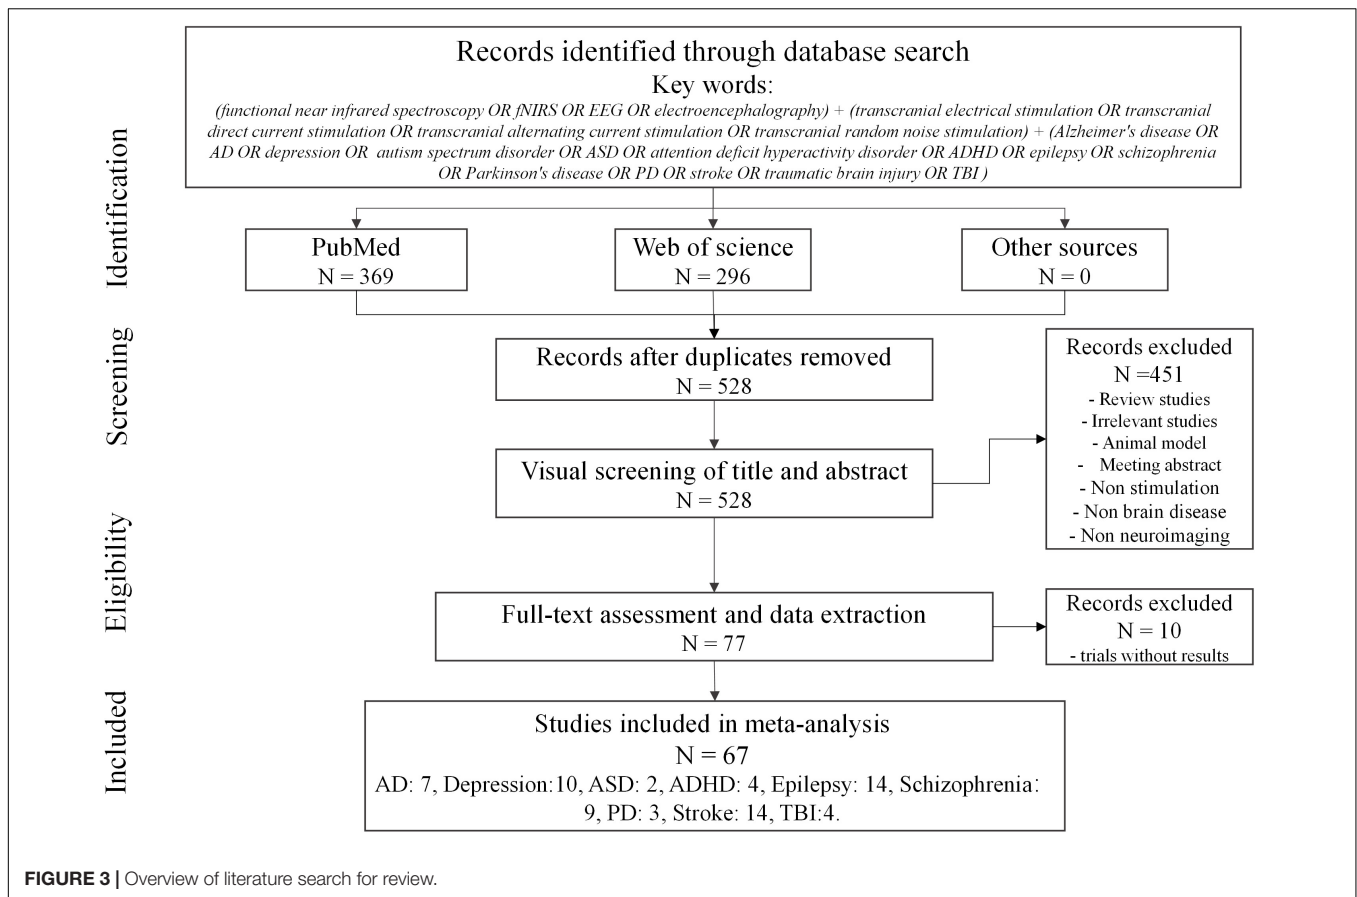 Records identified through database search
Key words:
(functional near infrared spectroscopy OR fNIRS OR EEG OR electroencephalography) + (transcranial electrical stimulation OR transcranial
direct current stimulation OR transcranial alternating current stimulation OR transcranial random noise stimulation) + (Alzheimer's disease OR
AD OR depression OR autism spectrum disorder OR ASD OR attention deficit hyperactivity disorder OR ADHD OR epilepsy OR schizophrenia
OR Parkinson's disease OR PD OR stroke OR traumatic brain injury OR TBI )
Identification
PubMed
N = 369
Web of science
N = 296
Other sources
N = 0
Screening
Records after duplicates removed
N = 528
Records excluded
N =451
- Review studies
- Irrelevant studies
- Animal model
- Meeting abstract
- Non stimulation
- Non brain disease
- Non neuroimaging
Visual screening of title and abstract
N = 528
Eligibility
Full-text assessment and data extraction
N = 77
Records excluded
N = 10
- trials without results
Included
Studies included in meta-analysis
N = 67
AD: 7, Depression:10, ASD: 2, ADHD: 4, Epilepsy: 14, Schizophrenia:
9, PD: 3, Stroke: 14, TBI:4.
FIGURE 3 | Overview of literature search for review.